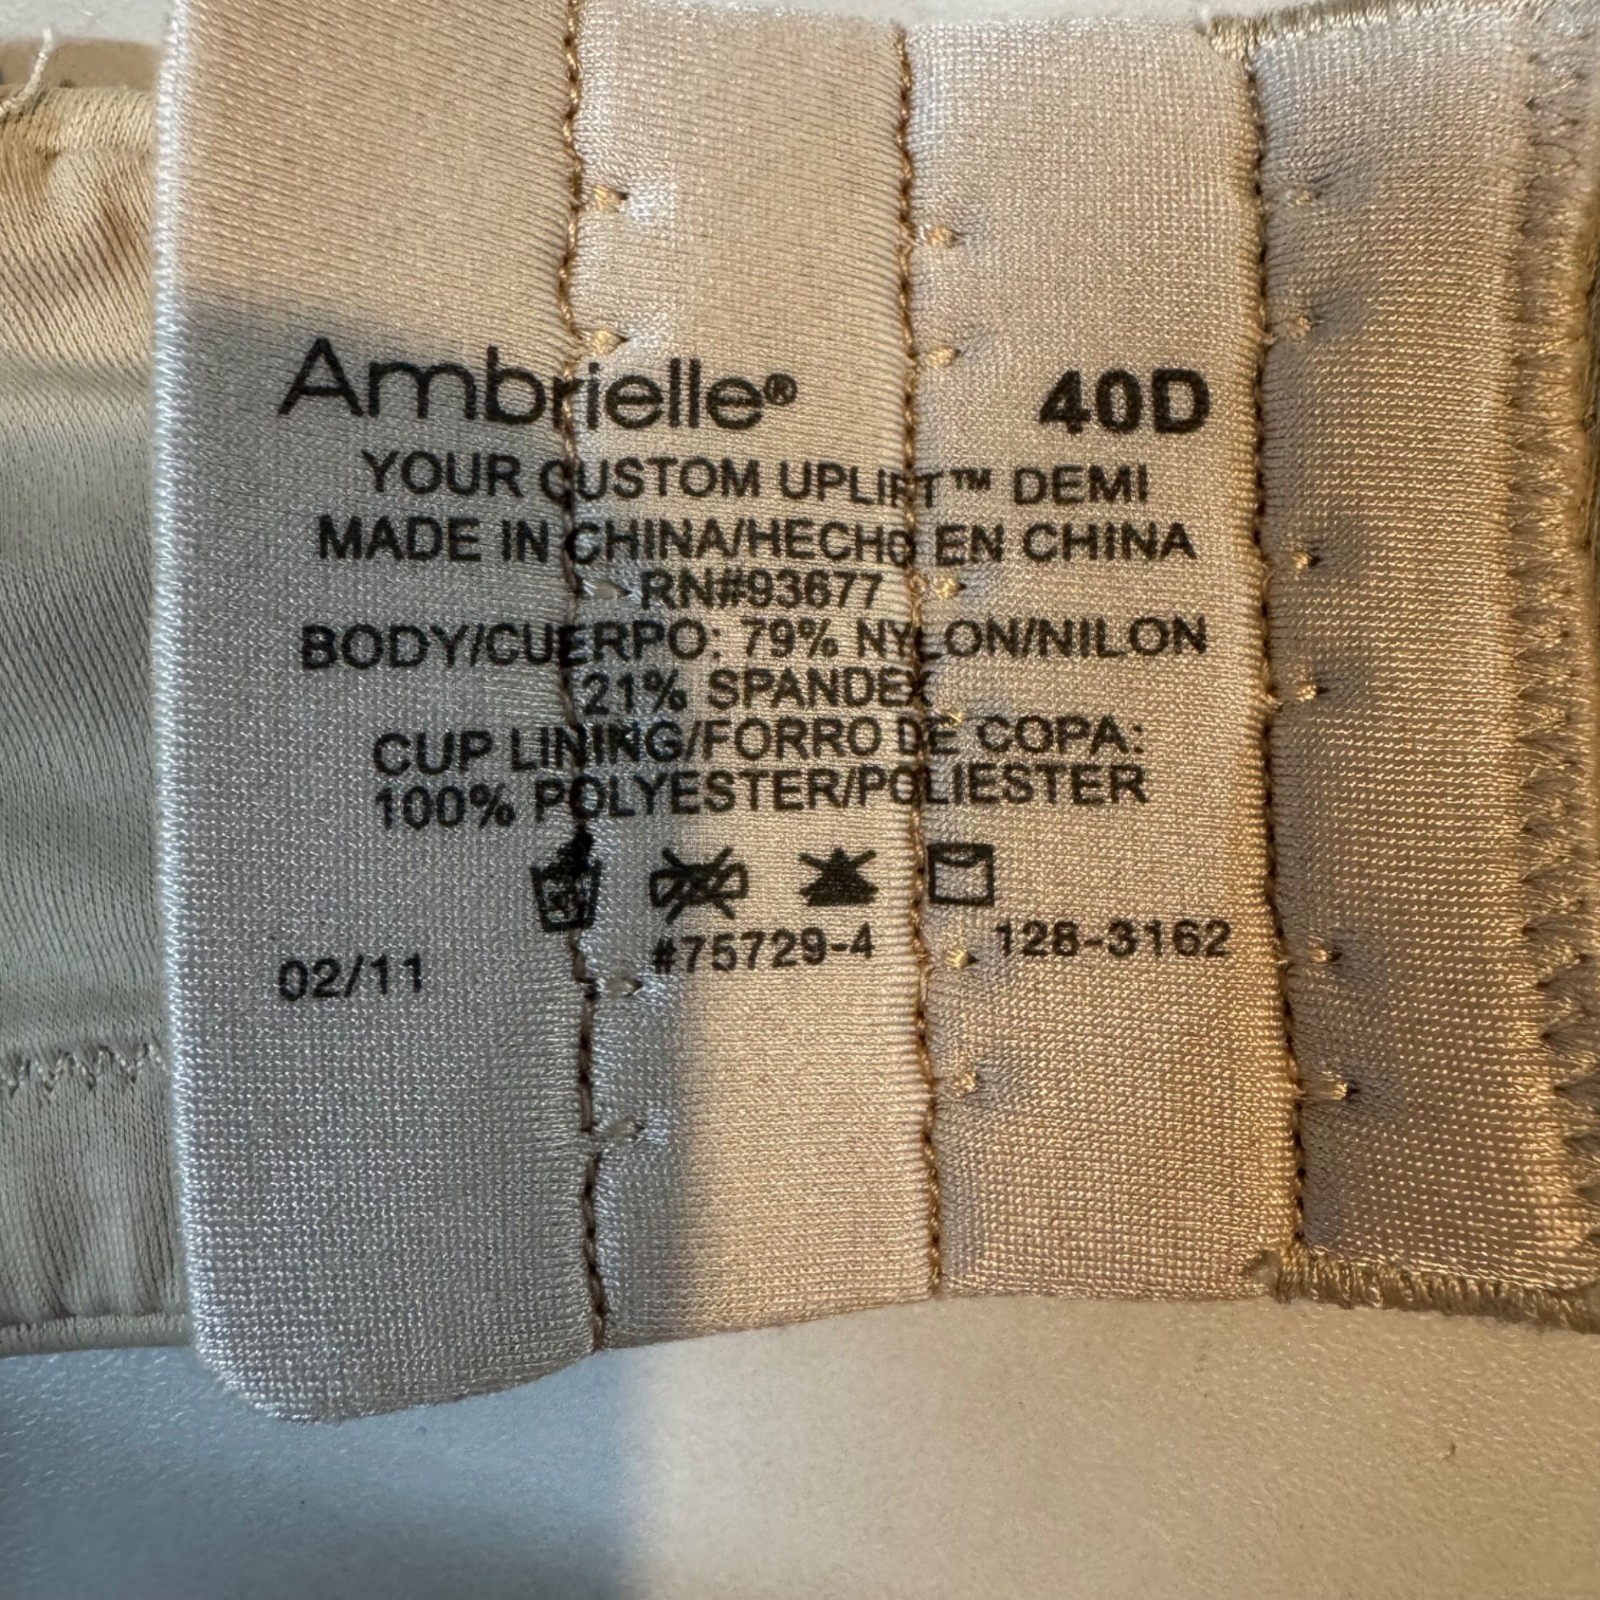 Ambrielle® 40D
YOUR CUSTOM UPLIFT™ DEMI
MADE IN CHINA/HECHO EN CHINA
RN#93677
BODY/CUERPO: 79% NYLON/NILON
21% SPANDEX
CUP LINING/FORRO DE COPA:
100% POLYESTER/POLIESTER
02/11 #75729-4 128-3162